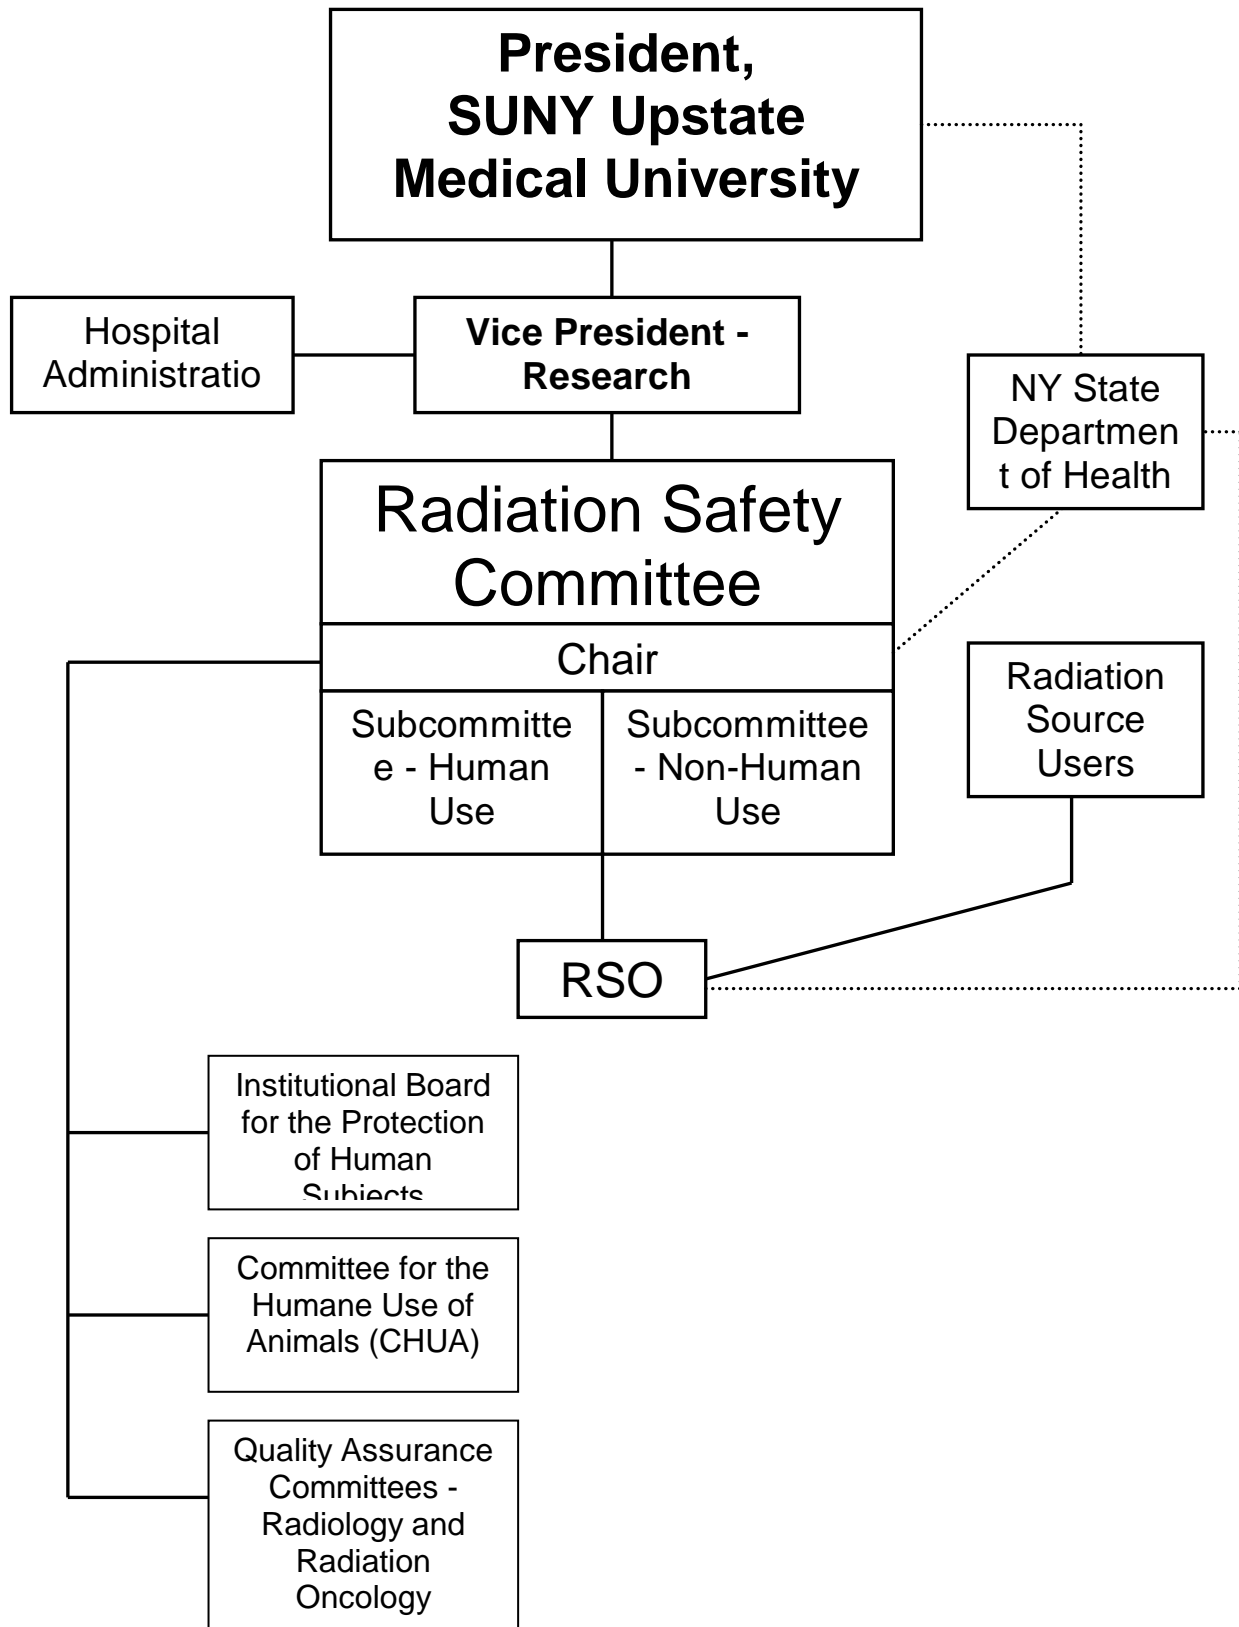 President,
SUNY Upstate
Medical University
Hospital
Administratio
Vice President -
Research
NY State
Departmen
t of Health
Radiation Safety
Committee
Chair
Subcommitte
e - Human
Use
Subcommittee
- Non-Human
Use
Radiation
Source
Users
RSO
Institutional Board
for the Protection
of Human
Subjects
Committee for the
Humane Use of
Animals (CHUA)
Quality Assurance
Committees -
Radiology and
Radiation
Oncology